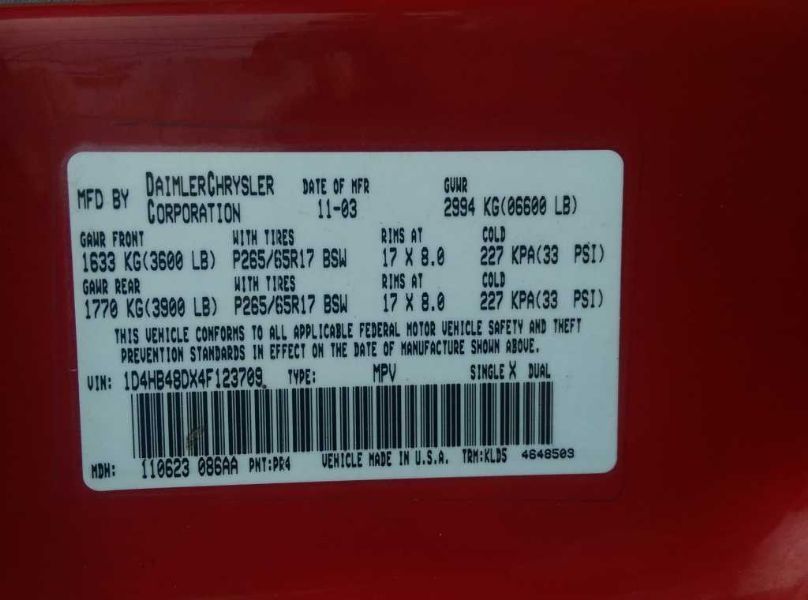 MFD BY DAIMLERCHRYSLER CORPORATION DATE OF MFR 11-03 GVWR 2994 KG(06600 LB)
GAWR FRONT WITH TIRES RIMS AT COLD
1633 KG(3600 LB) P265/65R17 BSW 17 X 8.0 227 KPA(33 PSI)
GAWR REAR WITH TIRES RIMS AT COLD
1770 KG(3900 LB) P265/65R17 BSW 17 X 8.0 227 KPA(33 PSI)
THIS VEHICLE CONFORMS TO ALL APPLICABLE FEDERAL MOTOR VEHICLE SAFETY AND THEFT
PREVENTION STANDARDS IN EFFECT ON THE DATE OF MANUFACTURE SHOWN ABOVE.
VIN: 1D4HB48DX4F123709 TYPE: MPV SINGLE X DUAL
MDH: 110623 086AA PNT:PR4 VEHICLE MADE IN U.S.A. TRM:KLD5 4648503